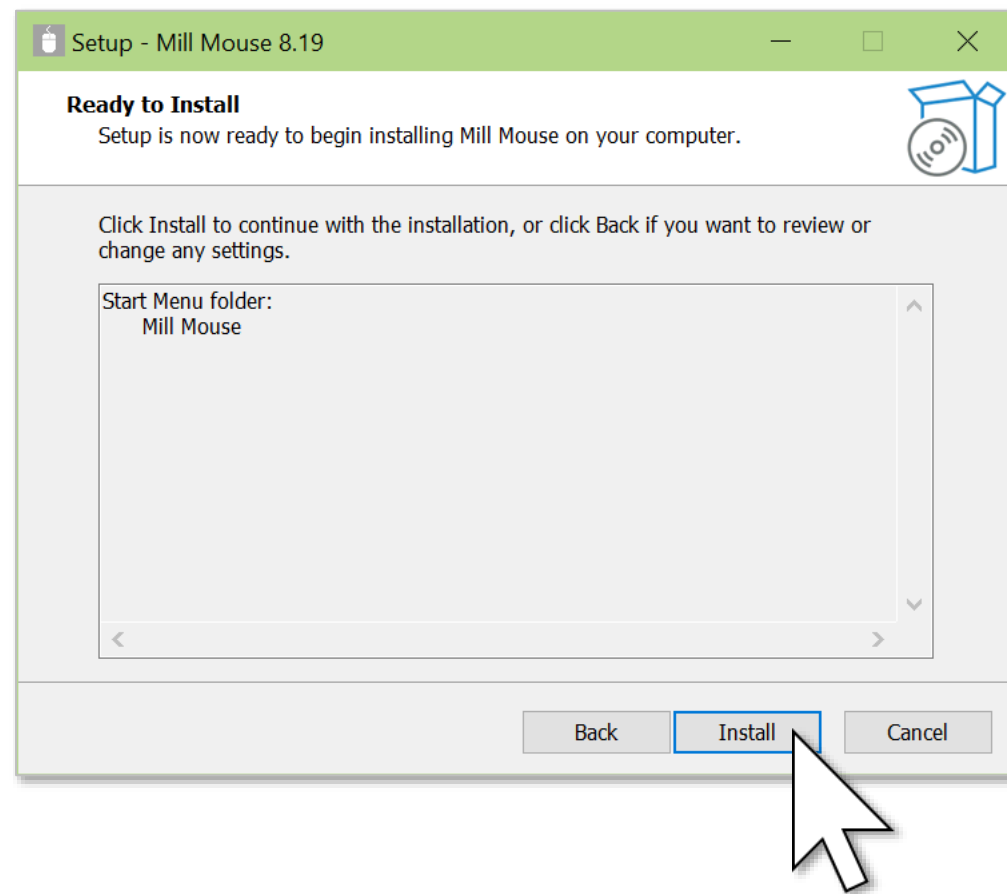 Setup - Mill Mouse 8.19
Ready to Install
Setup is now ready to begin installing Mill Mouse on your computer.
Click Install to continue with the installation, or click Back if you want to review or
change any settings.
Start Menu folder:
Mill Mouse
Back
Install
Cancel